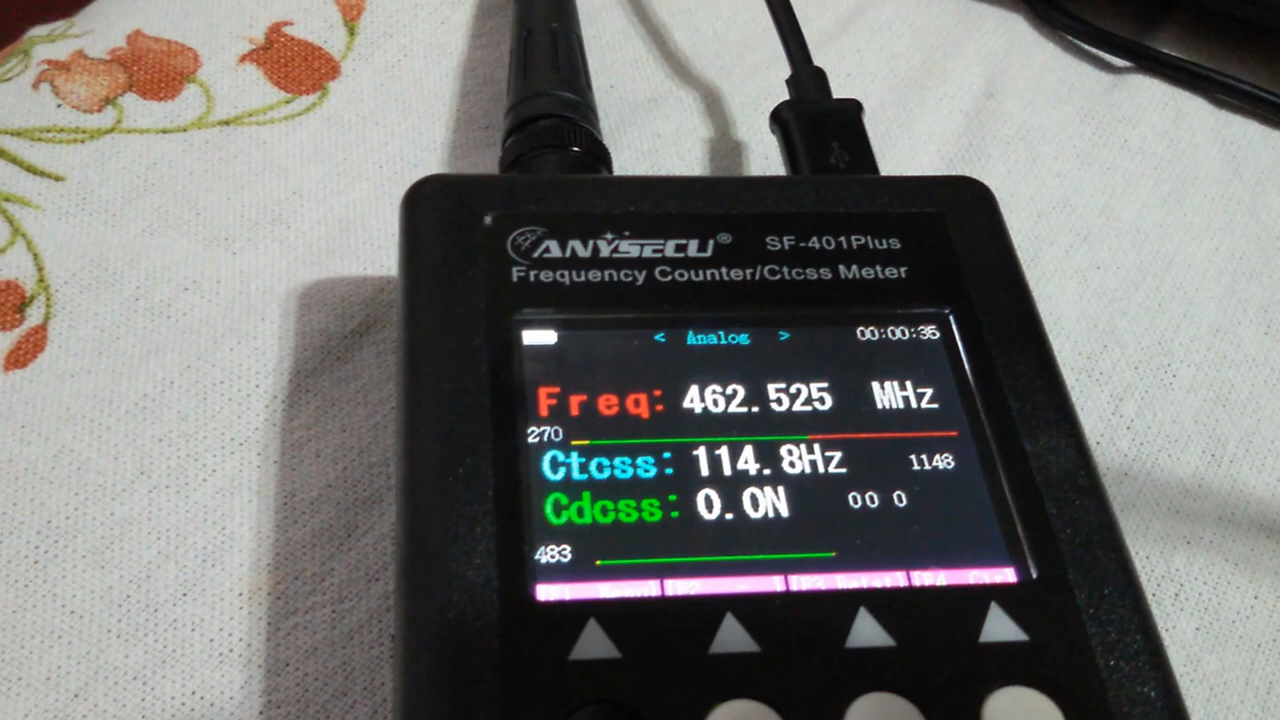 ANYSECU® SF-401Plus
Frequency Counter/Ctcss Meter
< Analog > 00:00:35
Freq: 462.525 MHz
270
Ctcss: 114.8Hz 1148
Cdcss: 0.0N 00 0
483